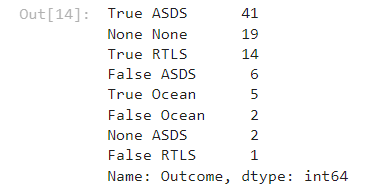 Out[14]: True ASDS 41
None None 19
True RTLS 14
False ASDS 6
True Ocean 5
False Ocean 2
None ASDS 2
False RTLS 1
Name: Outcome, dtype: int64